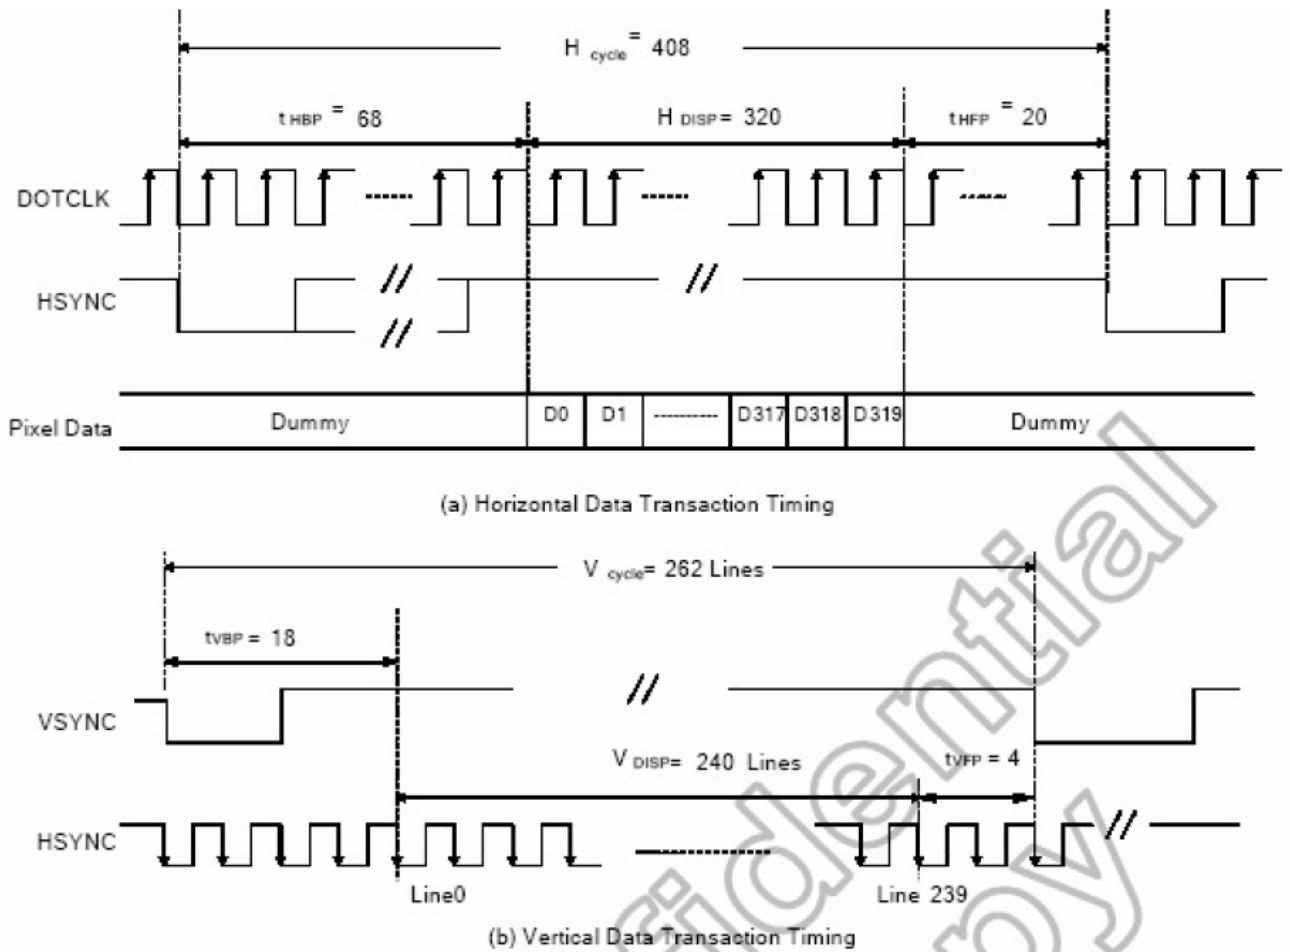 H cycle = 408
tHBP = 68
H DISP= 320
tHFP = 20
DOTCLK
HSYNC
Pixel Data
Dummy
D0
D1
D317
D318
D319
Dummy
(a) Horizontal Data Transaction Timing
V cycle= 262 Lines
tVBP = 18
VSYNC
V DISP= 240 Lines
tVFP = 4
HSYNC
Line0
Line 239
(b) Vertical Data Transaction Timing